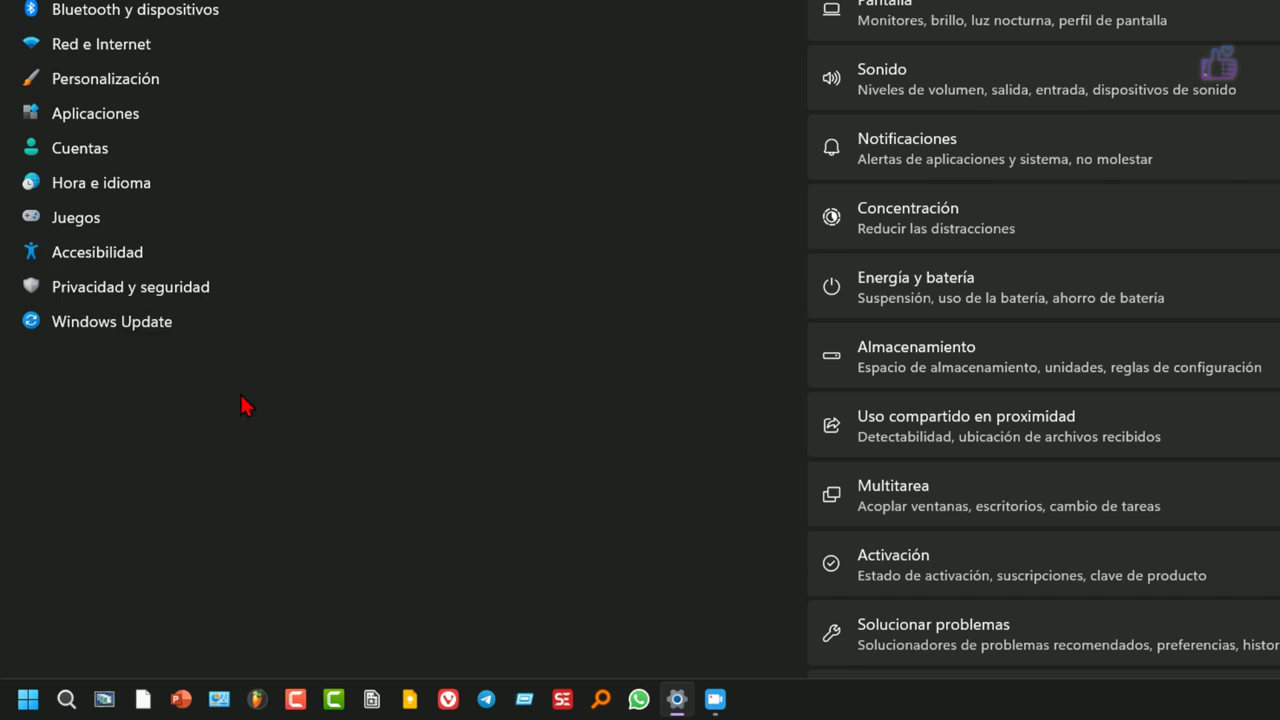 Bluetooth y dispositivos
Red e Internet
Personalización
Aplicaciones
Cuentas
Hora e idioma
Juegos
Accesibilidad
Privacidad y seguridad
Windows Update
Pantalla
Monitores, brillo, luz nocturna, perfil de pantalla
Sonido
Niveles de volumen, salida, entrada, dispositivos de sonido
Notificaciones
Alertas de aplicaciones y sistema, no molestar
Concentración
Reducir las distracciones
Energía y batería
Suspensión, uso de la batería, ahorro de batería
Almacenamiento
Espacio de almacenamiento, unidades, reglas de configuración
Uso compartido en proximidad
Detectabilidad, ubicación de archivos recibidos
Multitarea
Acoplar ventanas, escritorios, cambio de tareas
Activación
Estado de activación, suscripciones, clave de producto
Solucionar problemas
Solucionadores de problemas recomendados, preferencias, histor
SE